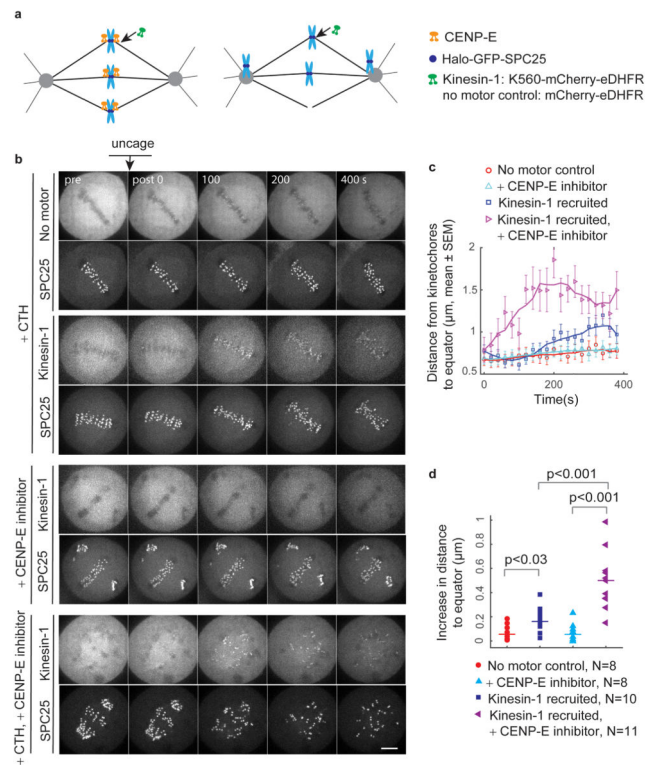 a
CENP-E
Halo-GFP-SPC25
Kinesin-1: K560-mCherry-eDHFR
no motor control: mCherry-eDHFR
b
uncage
pre
post 0
100
200
400 s
+ CTH
No motor
SPC25
Kinesin-1
SPC25
+ CENP-E inhibitor
Kinesin-1
SPC25
+ CTH, + CENP-E inhibitor
Kinesin-1
SPC25
c
No motor control
+ CENP-E inhibitor
Kinesin-1 recruited
Kinesin-1 recruited,
+ CENP-E inhibitor
Distance from kinetochores
to equator (μm, mean ± SEM)
2
1.5
1
0.5
0
200
400
Time(s)
d
p<0.001
p<0.001
p<0.03
Increase in distance
to equator (μm)
1
0.8
0.6
0.4
0.2
0
No motor control, N=8
+ CENP-E inhibitor, N=8
Kinesin-1 recruited, N=10
Kinesin-1 recruited,
+ CENP-E inhibitor, N=11